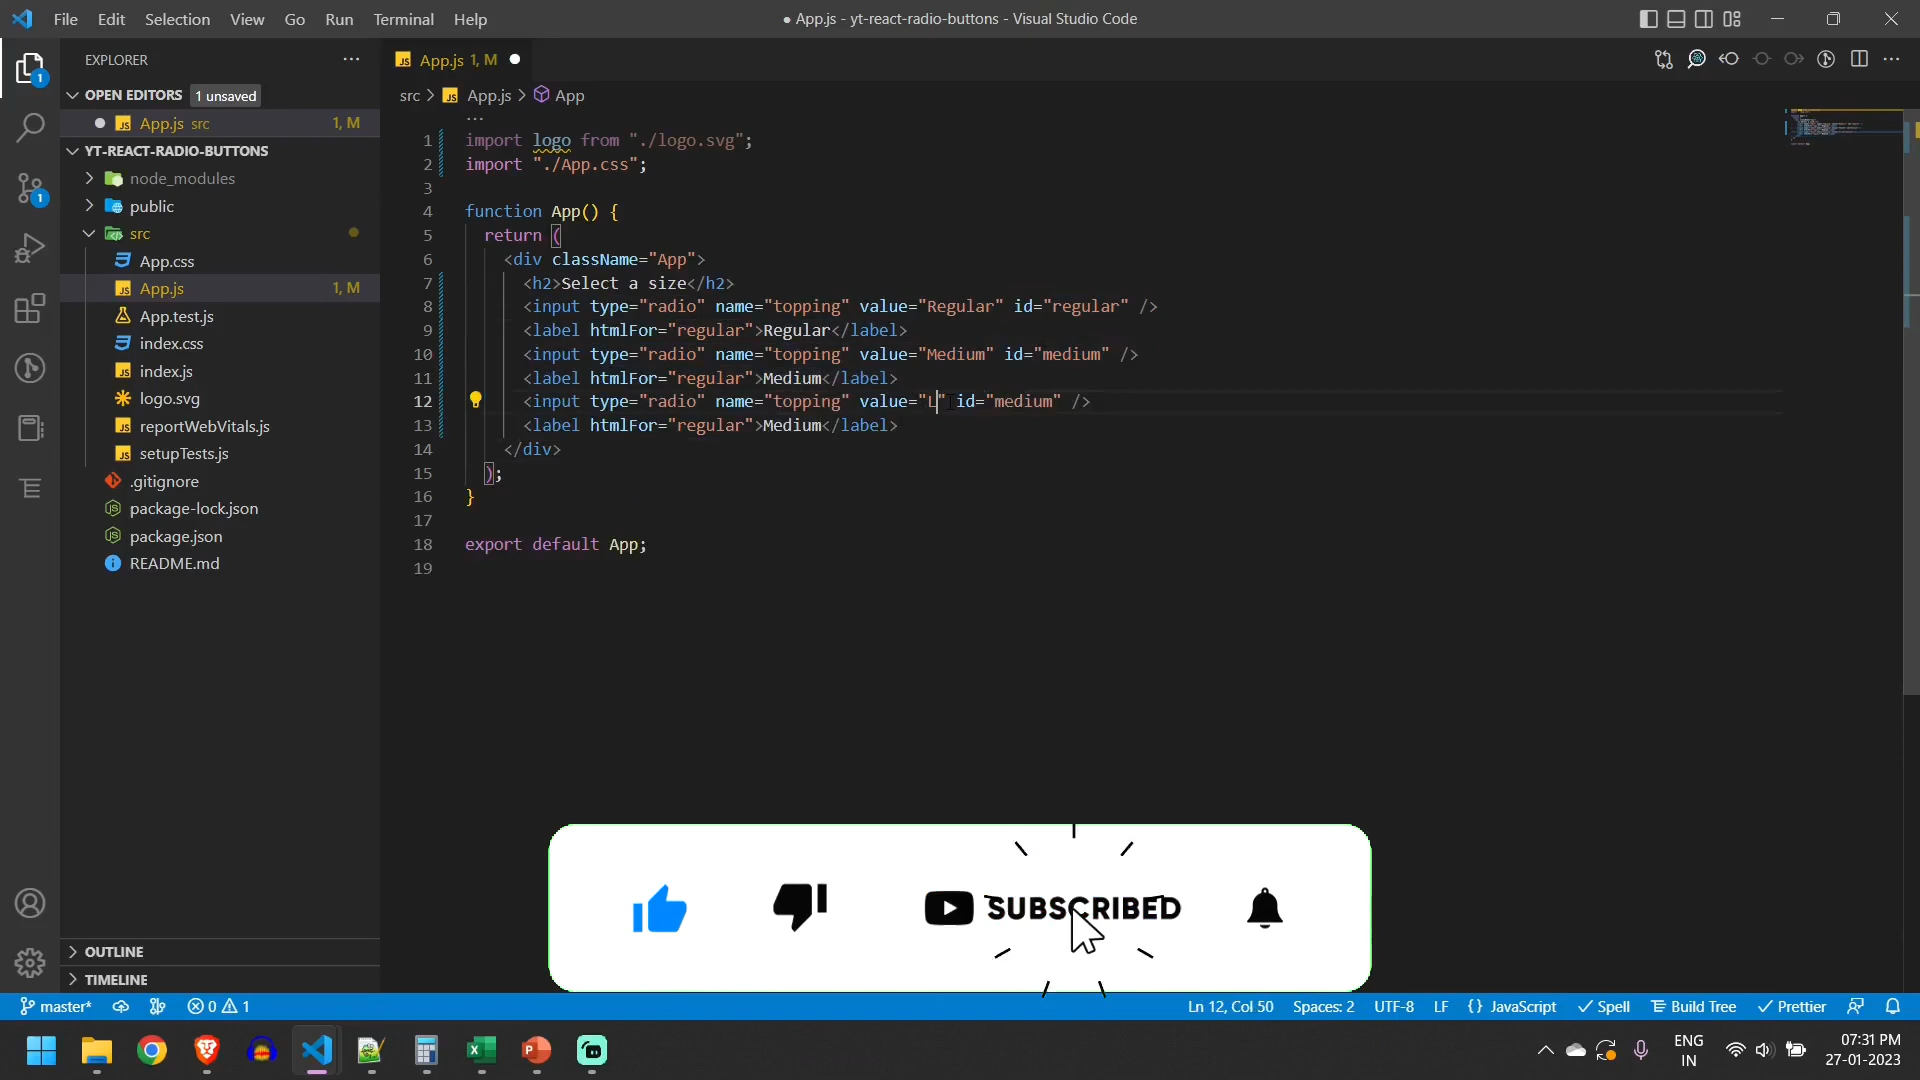 File Edit Selection View Go Run Terminal Help
● App.js - yt-react-radio-buttons - Visual Studio Code
EXPLORER
OPEN EDITORS 1 unsaved
App.js src 1, M
YT-REACT-RADIO-BUTTONS
node_modules
public
src
App.css
App.js 1, M
App.test.js
index.css
index.js
logo.svg
reportWebVitals.js
setupTests.js
.gitignore
package-lock.json
package.json
README.md
OUTLINE
TIMELINE
App.js 1, M
src > App.js > App
1 import logo from "./logo.svg";
2 import "./App.css";
3
4 function App() {
5 return (
6 <div className="App">
7 <h2>Select a size</h2>
8 <input type="radio" name="topping" value="Regular" id="regular" />
9 <label htmlFor="regular">Regular</label>
10 <input type="radio" name="topping" value="Medium" id="medium" />
11 <label htmlFor="regular">Medium</label>
12 <input type="radio" name="topping" value="L" id="medium" />
13 <label htmlFor="regular">Medium</label>
14 </div>
15 );
16 }
17
18 export default App;
19
SUBSCRIBED
master* 0 1
Ln 12, Col 50 Spaces: 2 UTF-8 LF {} JavaScript Spell Build Tree Prettier
ENG
IN
07:31 PM
27-01-2023